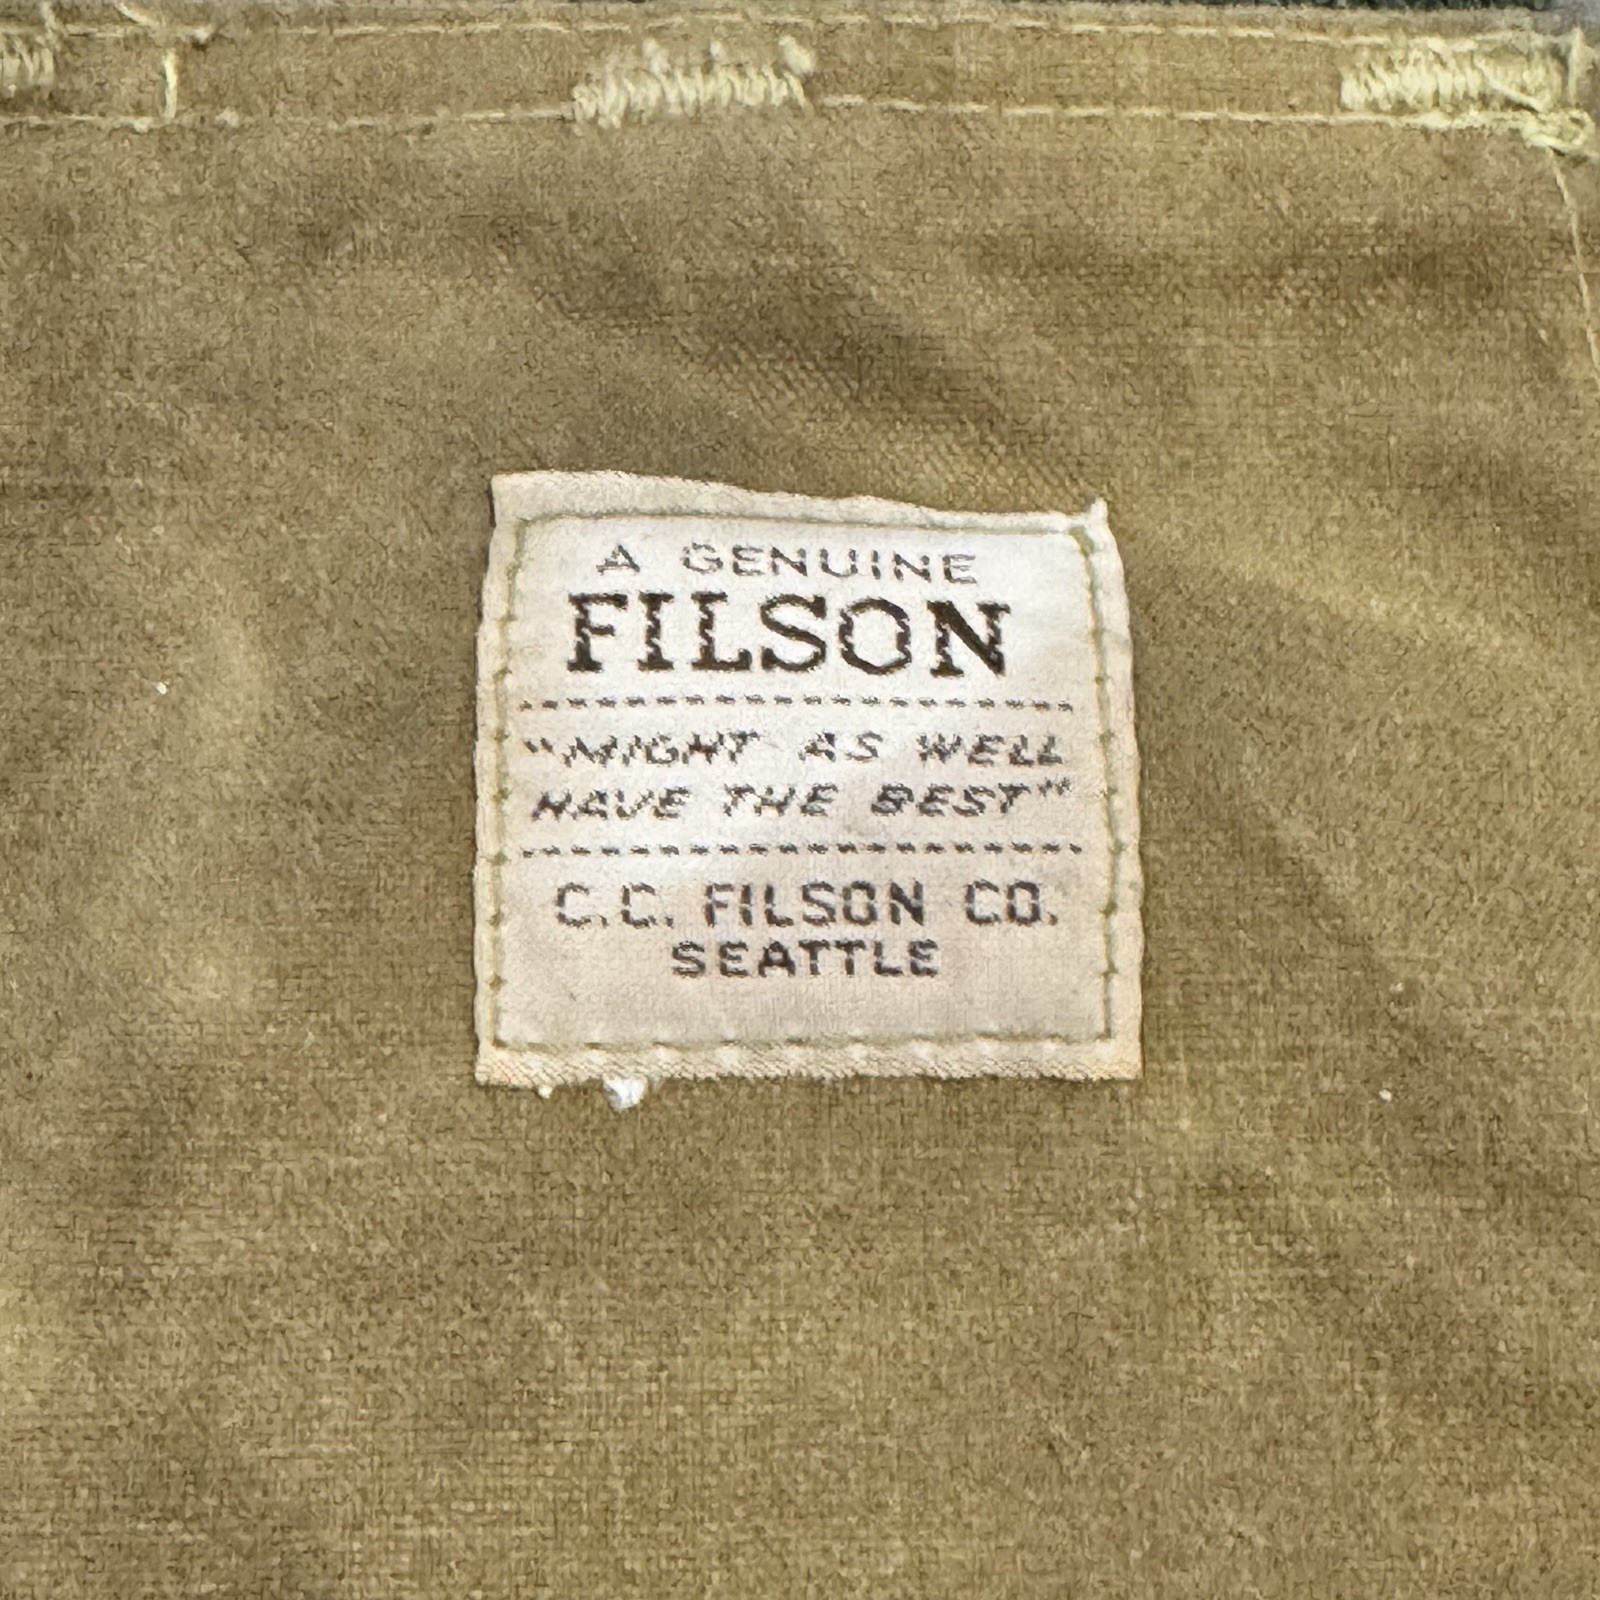 A GENUINE
FILSON
"MIGHT AS WELL
HAVE THE BEST"
C.C. FILSON CO.
SEATTLE